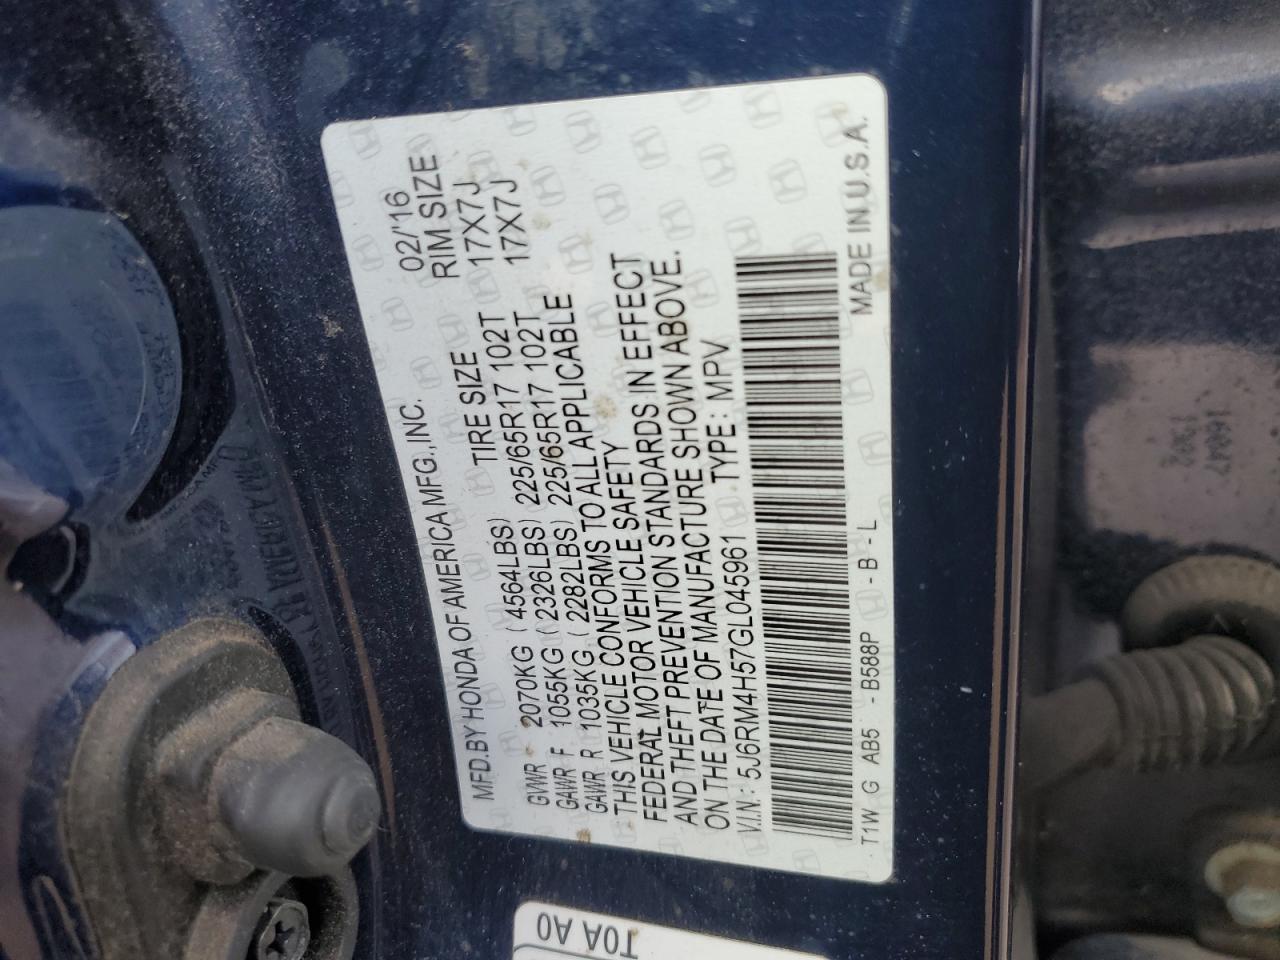 MFD.BY HONDA OF AMERICA MFG.,INC. 02/'16
TIRE SIZE RIM SIZE
GVWR 2070KG ( 4564LBS) 225/65R17 102T 17X7J
GAWR F 1055KG ( 2326LBS) 225/65R17 102T 17X7J
GAWR R 1035KG ( 2282LBS)
THIS VEHICLE CONFORMS TO ALL APPLICABLE
FEDERAL MOTOR VEHICLE SAFETY
AND THEFT PREVENTION STANDARDS IN EFFECT
ON THE DATE OF MANUFACTURE SHOWN ABOVE.
V.I.N.: 5J6RM4H57GL045961 TYPE: MPV
T1W G AB5 - B588P - B - L MADE IN U.S.A.
T0A A0